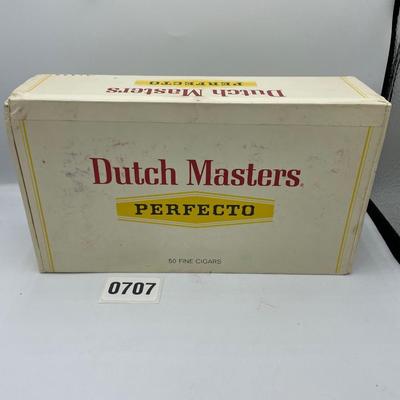 Dutch Masters
PERFECTO
Dutch Masters
PERFECTO
50 FINE CIGARS
0707